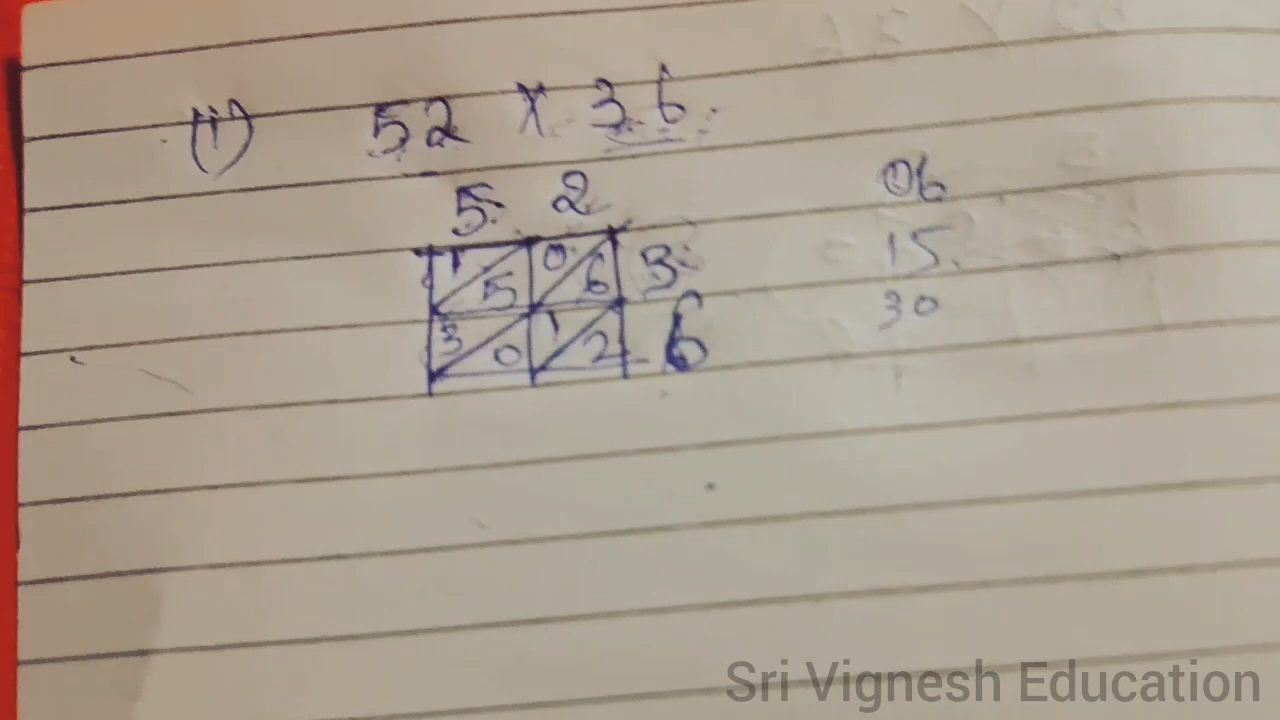 (ii) 52 × 36
5 2
06
1 5 0 6 3
15
3 0 1 2 6
30
Sri Vignesh Education